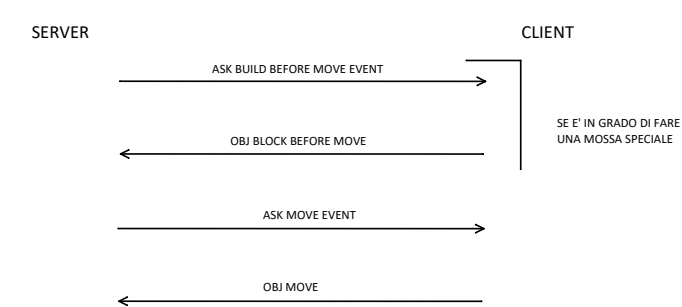 SERVER
CLIENT
ASK BUILD BEFORE MOVE EVENT
SE E' IN GRADO DI FARE
UNA MOSSA SPECIALE
OBJ BLOCK BEFORE MOVE
ASK MOVE EVENT
OBJ MOVE